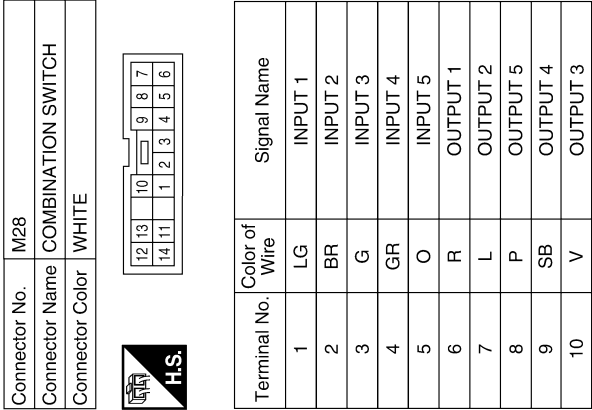 Connector No. M28
Connector Name COMBINATION SWITCH
Connector Color WHITE
H.S.
12 13 10 9 8 7
14 11 1 2 3 4 5 6
Terminal No. Color of Wire Signal Name
1 LG INPUT 1
2 BR INPUT 2
3 G INPUT 3
4 GR INPUT 4
5 O INPUT 5
6 R OUTPUT 1
7 L OUTPUT 2
8 P OUTPUT 5
9 SB OUTPUT 4
10 V OUTPUT 3